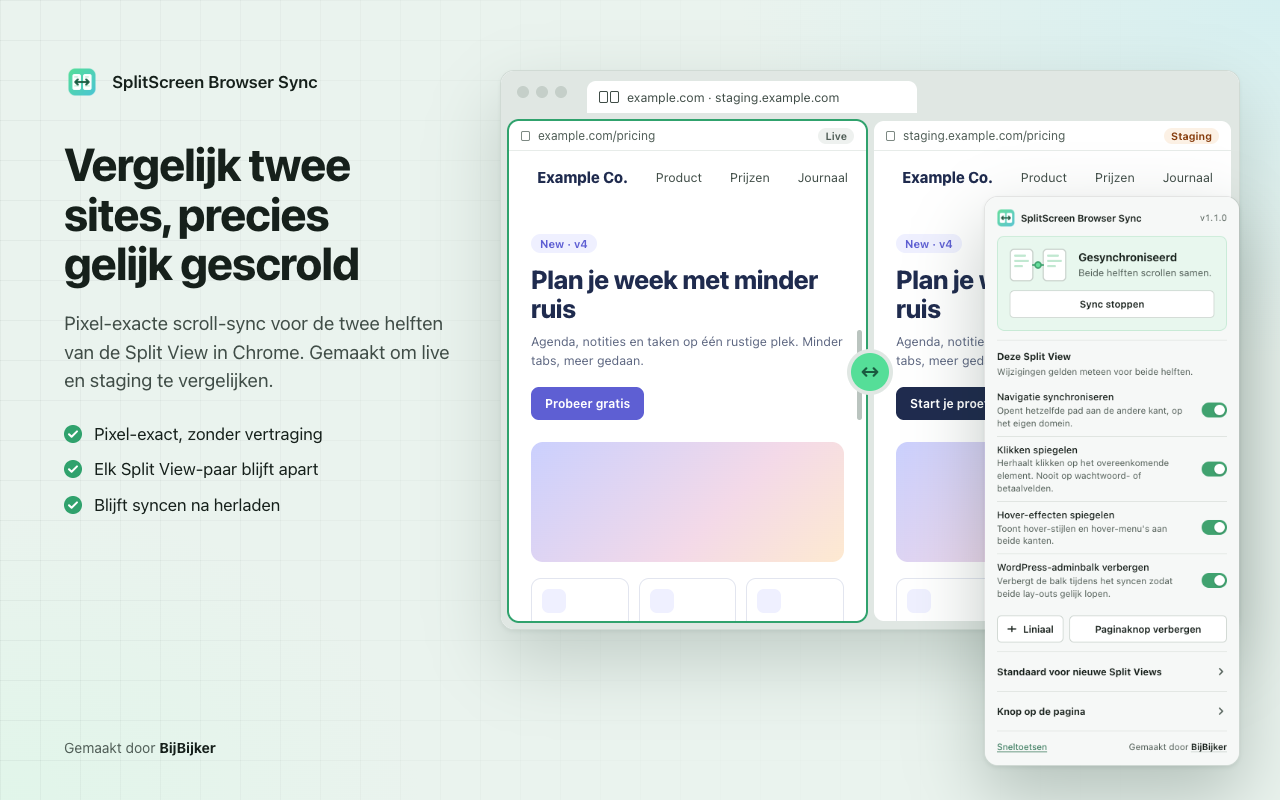 SplitScreen Browser Sync
Vergelijk twee
sites, precies
gelijk gescrold
Pixel-exacte scroll-sync voor de twee helften
van de Split View in Chrome. Gemaakt om live
en staging te vergelijken.
Pixel-exact, zonder vertraging
Elk Split View-paar blijft apart
Blijft syncen na herladen
Gemaakt door BijBijker
example.com · staging.example.com
example.com/pricing
Live
Example Co.
Product
Prijzen
Journaal
New · v4
Plan je week met minder
ruis
Agenda, notities en taken op één rustige plek. Minder
tabs, meer gedaan.
Probeer gratis
staging.example.com/pricing
Staging
Example Co.
Product
Prijzen
Journaal
New · v4
Plan je
ruis
Agenda, notities
tabs, meer
Start je
SplitScreen Browser Sync
v1.1.0
Gesynchroniseerd
Beide helften scrollen samen.
Sync stoppen
Deze Split View
Wijzigingen gelden meteen voor beide helften.
Navigatie synchroniseren
Opent hetzelfde pad aan de andere kant, op
het eigen domein.
Klikken spiegelen
Herhaalt klikken op het overeenkomende
element. Nooit op wachtwoord- of
betaalvelden.
Hover-effecten spiegelen
Toont hover-stijlen en hover-menu's aan
beide kanten.
WordPress-adminbalk verbergen
Verbergt de balk tijdens het syncen zodat
beide lay-outs gelijk lopen.
Liniaal
Paginaknop verbergen
Standaard voor nieuwe Split Views
Knop op de pagina
Sneltoetsen
Gemaakt door BijBijker